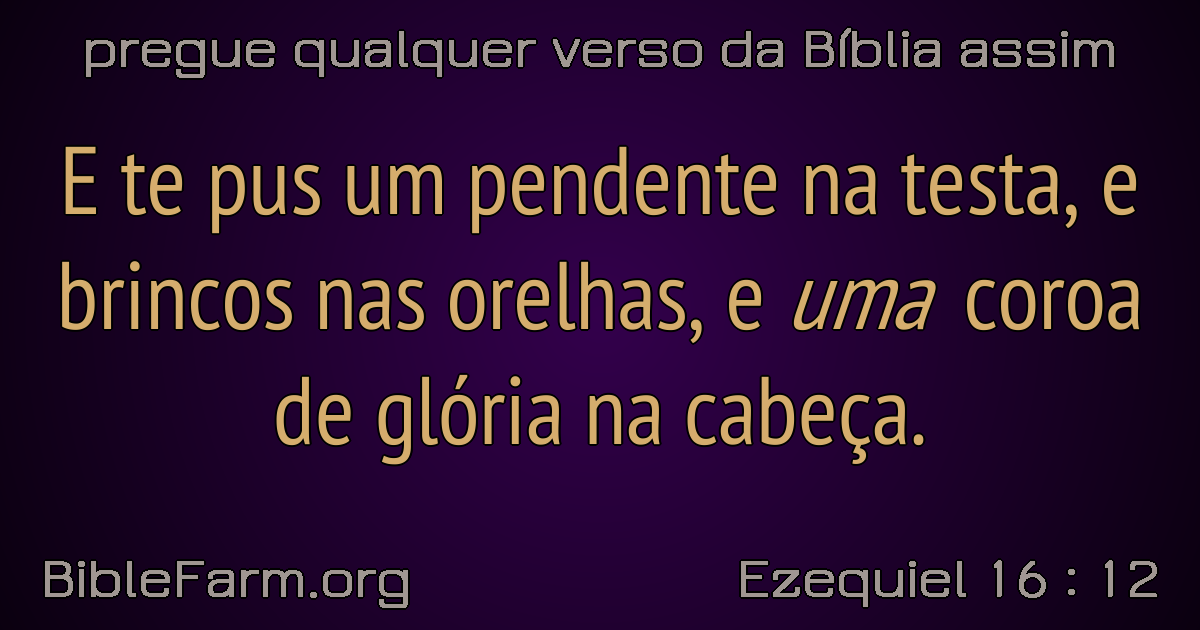 pregue qualquer verso da Bíblia assim
E te pus um pendente na testa, e
brincos nas orelhas, e uma coroa
de glória na cabeça.
BibleFarm.org
Ezequiel 16 : 12